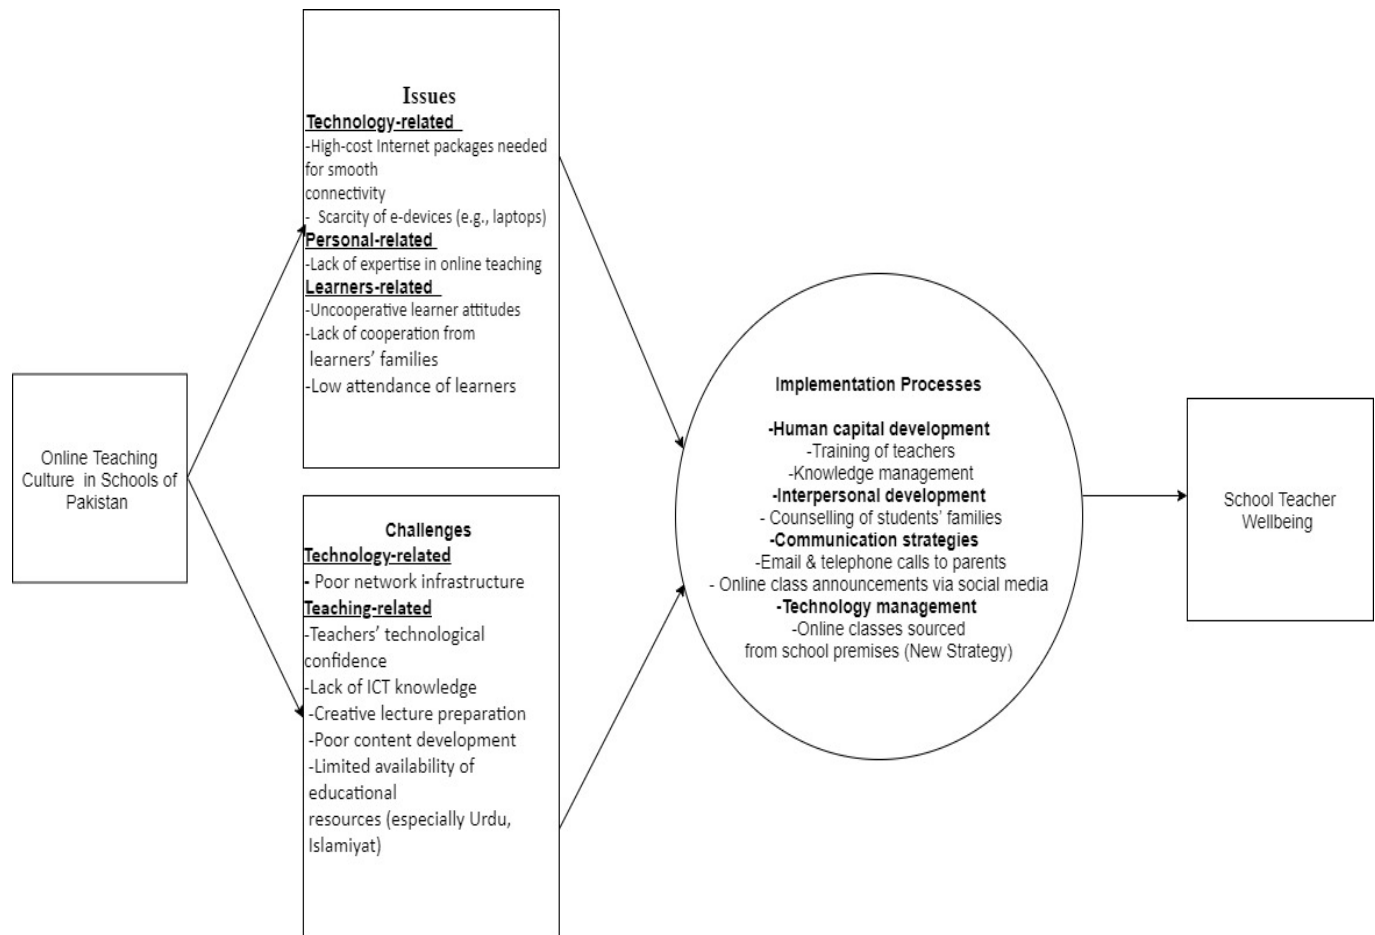 Online Teaching
Culture in Schools of
Pakistan
Issues
Technology-related
-High-cost Internet packages needed
for smooth
connectivity
- Scarcity of e-devices (e.g., laptops)
Personal-related
-Lack of expertise in online teaching
Learners-related
-Uncooperative learner attitudes
-Lack of cooperation from
learners' families
-Low attendance of learners
Challenges
Technology-related
- Poor network infrastructure
Teaching-related
-Teachers' technological
confidence
-Lack of ICT knowledge
-Creative lecture preparation
-Poor content development
-Limited availability of
educational
resources (especially Urdu,
Islamiyat)
Implementation Processes
-Human capital development
-Training of teachers
-Knowledge management
-Interpersonal development
- Counselling of students' families
-Communication strategies
-Email & telephone calls to parents
- Online class announcements via social media
-Technology management
-Online classes sourced
from school premises (New Strategy)
School Teacher
Wellbeing